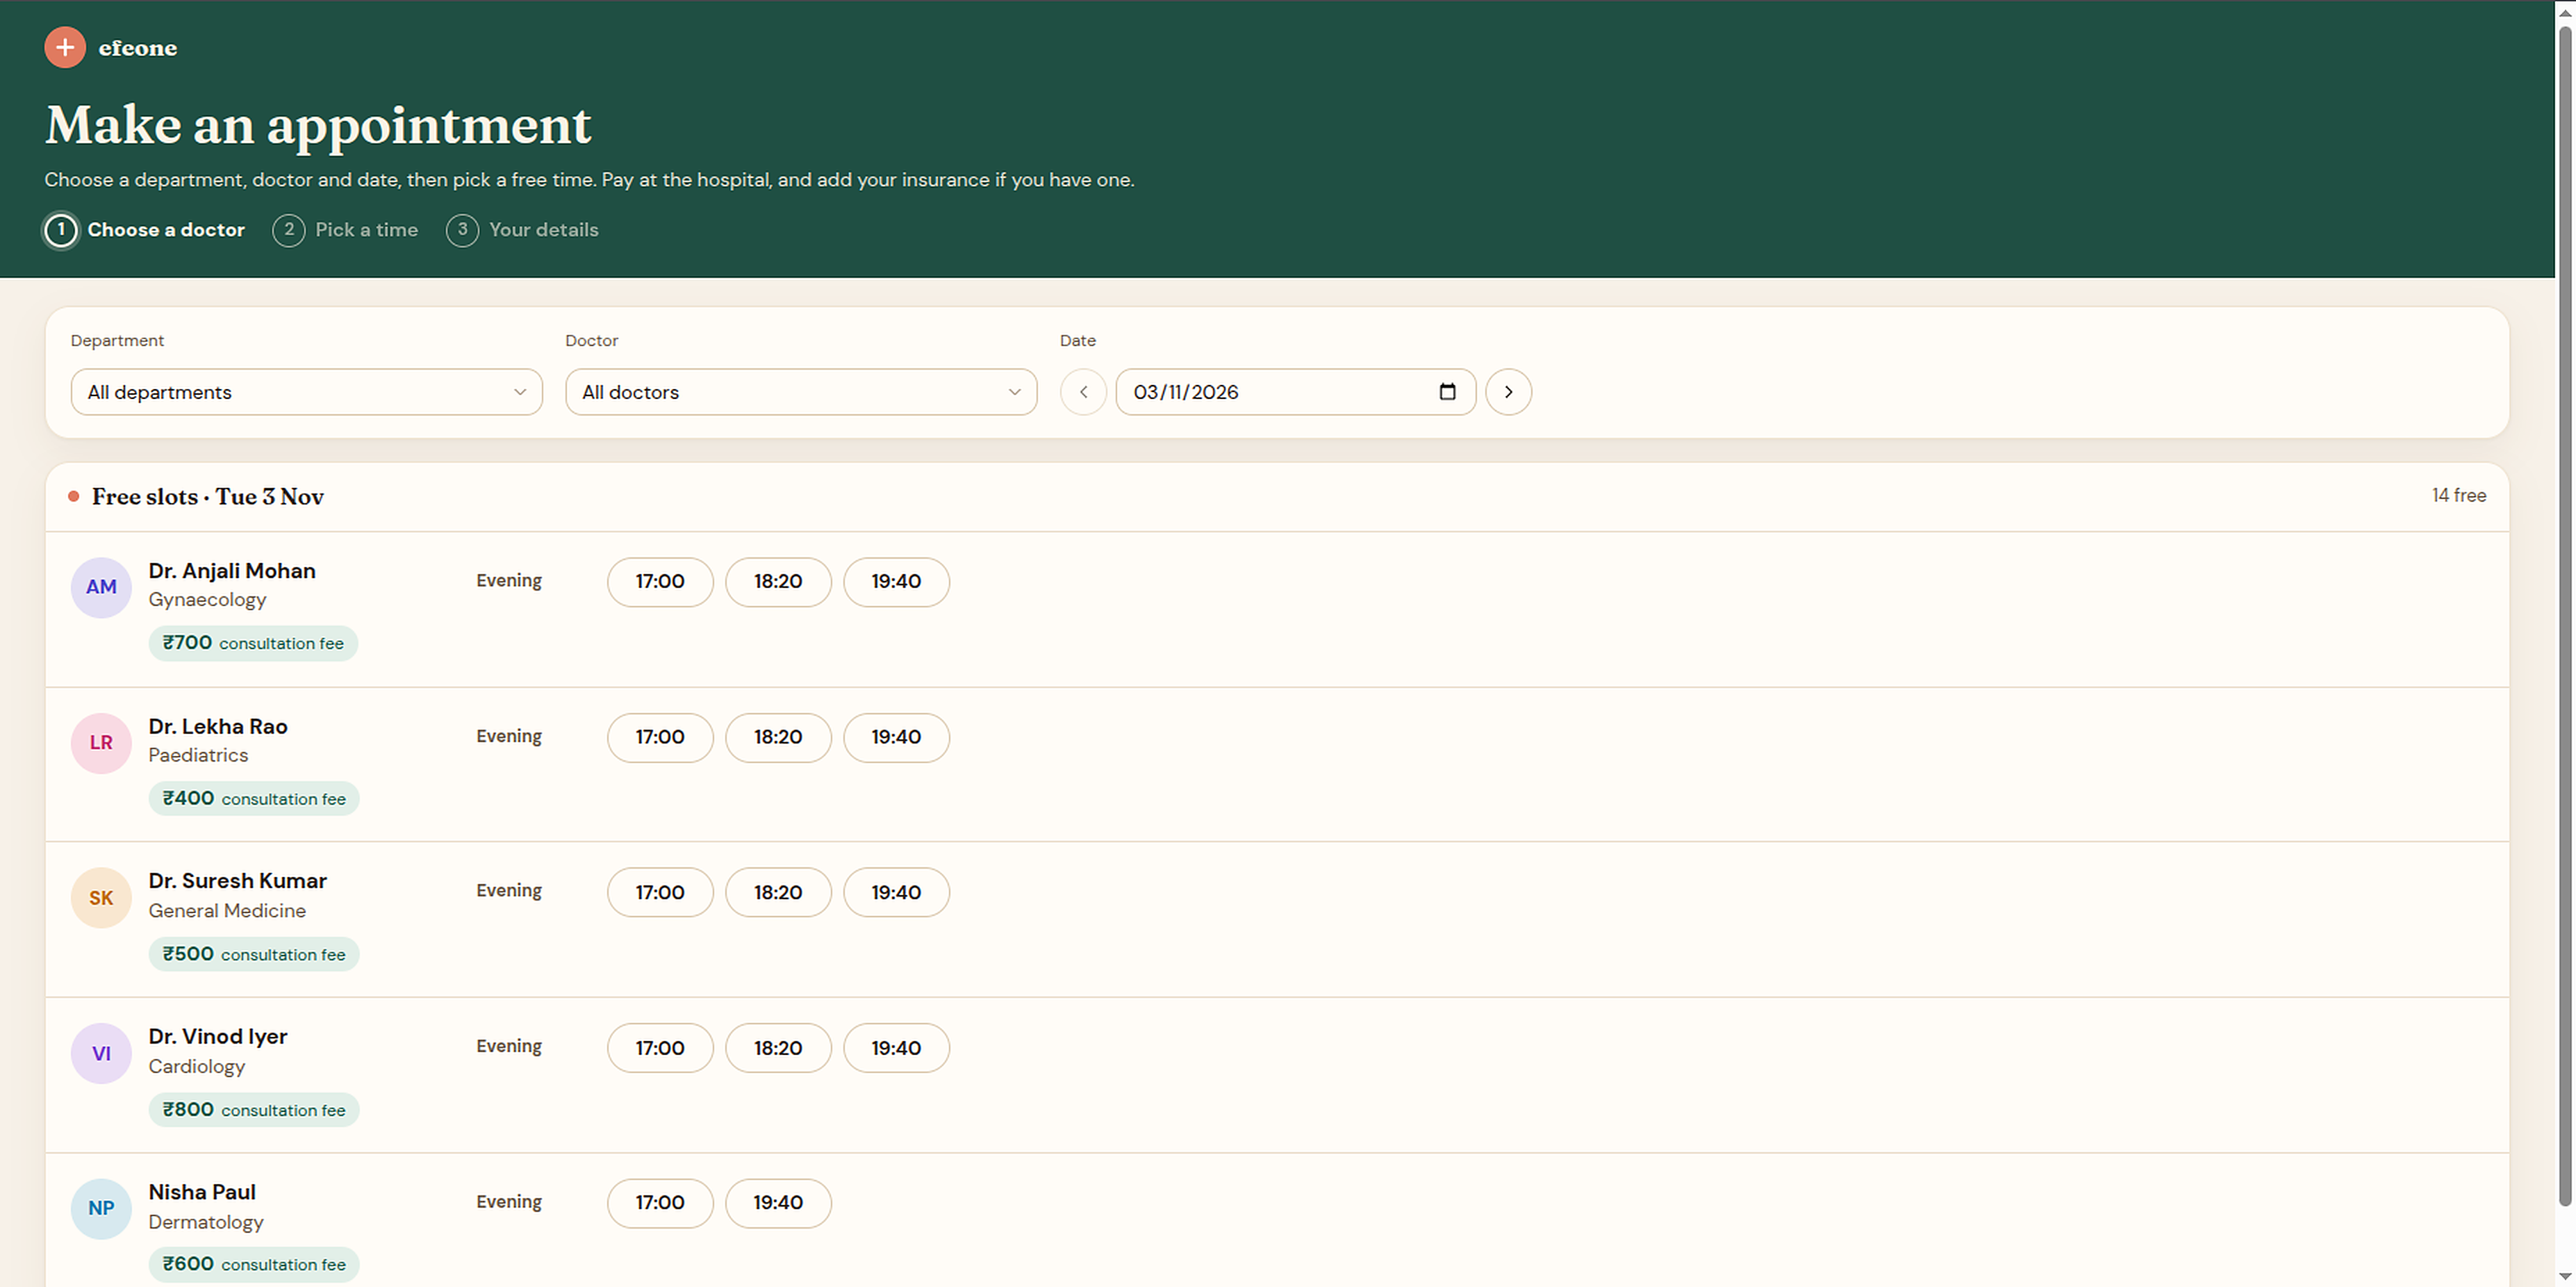 efeone
Make an appointment
Choose a department, doctor and date, then pick a free time. Pay at the hospital, and add your insurance if you have one.
1 Choose a doctor 2 Pick a time 3 Your details
Department Doctor Date
All departments All doctors 03/11/2026
Free slots · Tue 3 Nov 14 free
AM Dr. Anjali Mohan Evening 17:00 18:20 19:40
Gynaecology
₹700 consultation fee
LR Dr. Lekha Rao Evening 17:00 18:20 19:40
Paediatrics
₹400 consultation fee
SK Dr. Suresh Kumar Evening 17:00 18:20 19:40
General Medicine
₹500 consultation fee
VI Dr. Vinod Iyer Evening 17:00 18:20 19:40
Cardiology
₹800 consultation fee
NP Nisha Paul Evening 17:00 19:40
Dermatology
₹600 consultation fee